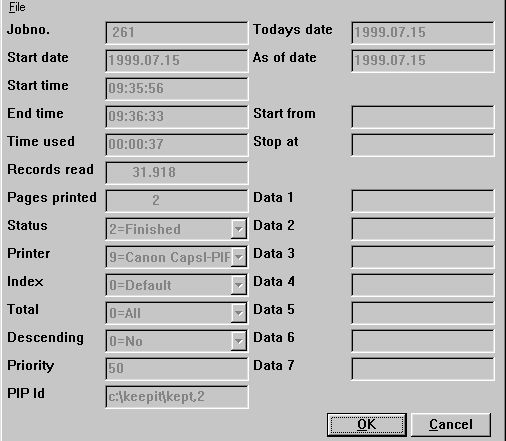 File
Jobno. 261 Todays date 1999.07.15
Start date 1999.07.15 As of date 1999.07.15
Start time 09:35:56
End time 09:36:33 Start from
Time used 00:00:37 Stop at
Records read 31.918
Pages printed 2 Data 1
Status 2=Finished Data 2
Printer 9=Canon Capsl-PIP Data 3
Index 0=Default Data 4
Total 0=All Data 5
Descending 0=No Data 6
Priority 50 Data 7
PIP Id c:\keepit\kept,2
OK Cancel